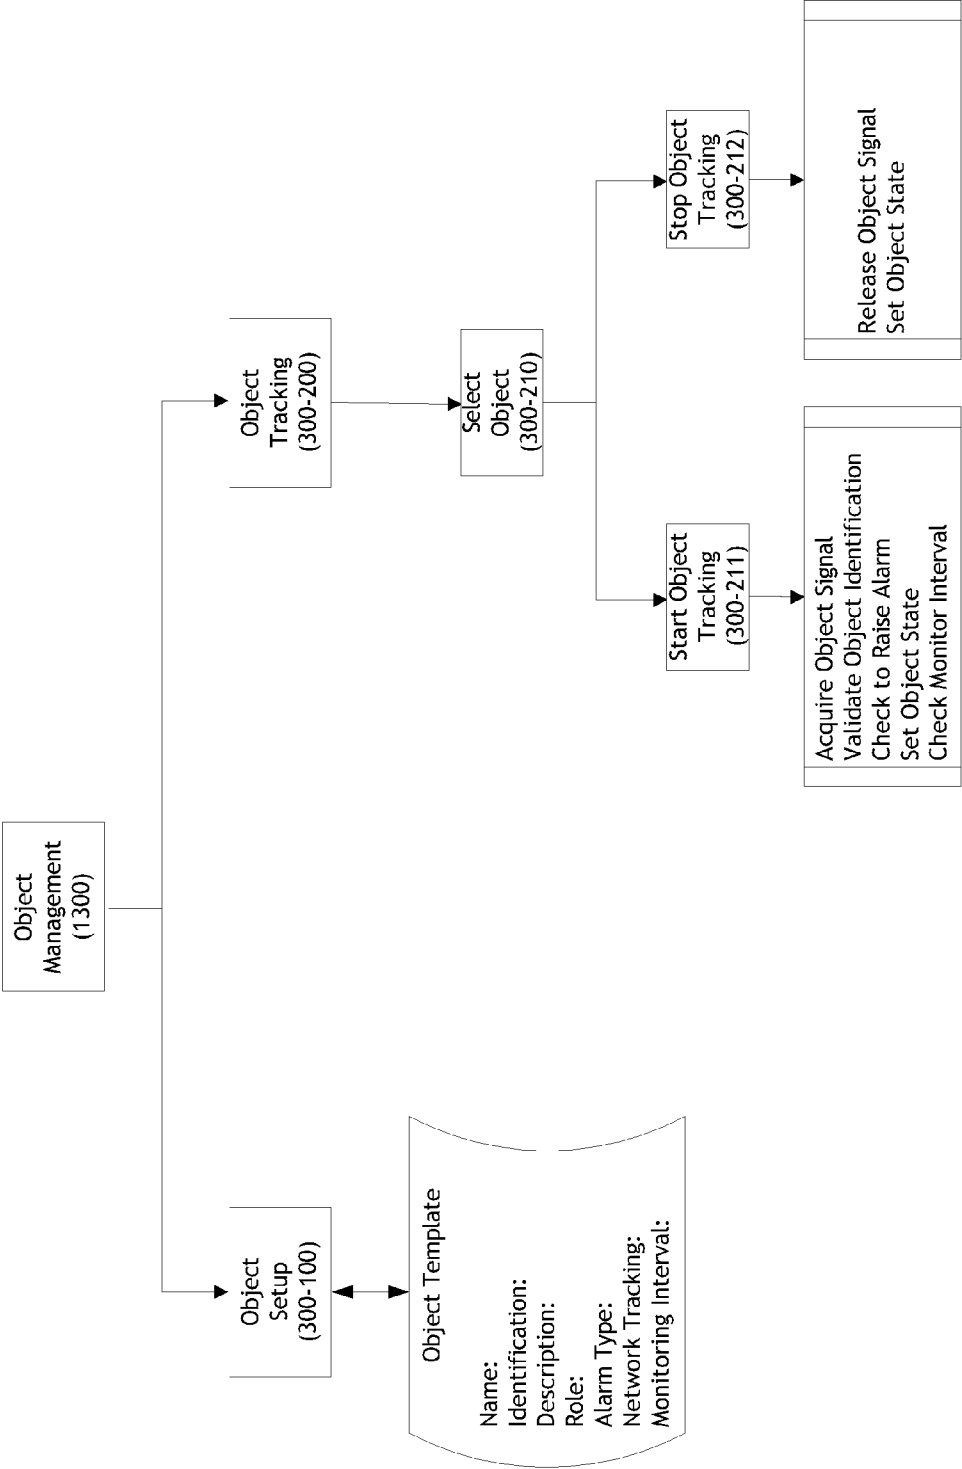 Object
Management
(1300)
Object
Setup
(300-100)
Object Template
Name:
Identification:
Description:
Role:
Alarm Type:
Network Tracking:
Monitoring Interval:
Object
Tracking
(300-200)
Select
Object
(300-210)
Start Object
Tracking
(300-211)
Acquire Object Signal
Validate Object Identification
Check to Raise Alarm
Set Object State
Check Monitor Interval
Stop Object
Tracking
(300-212)
Release Object Signal
Set Object State